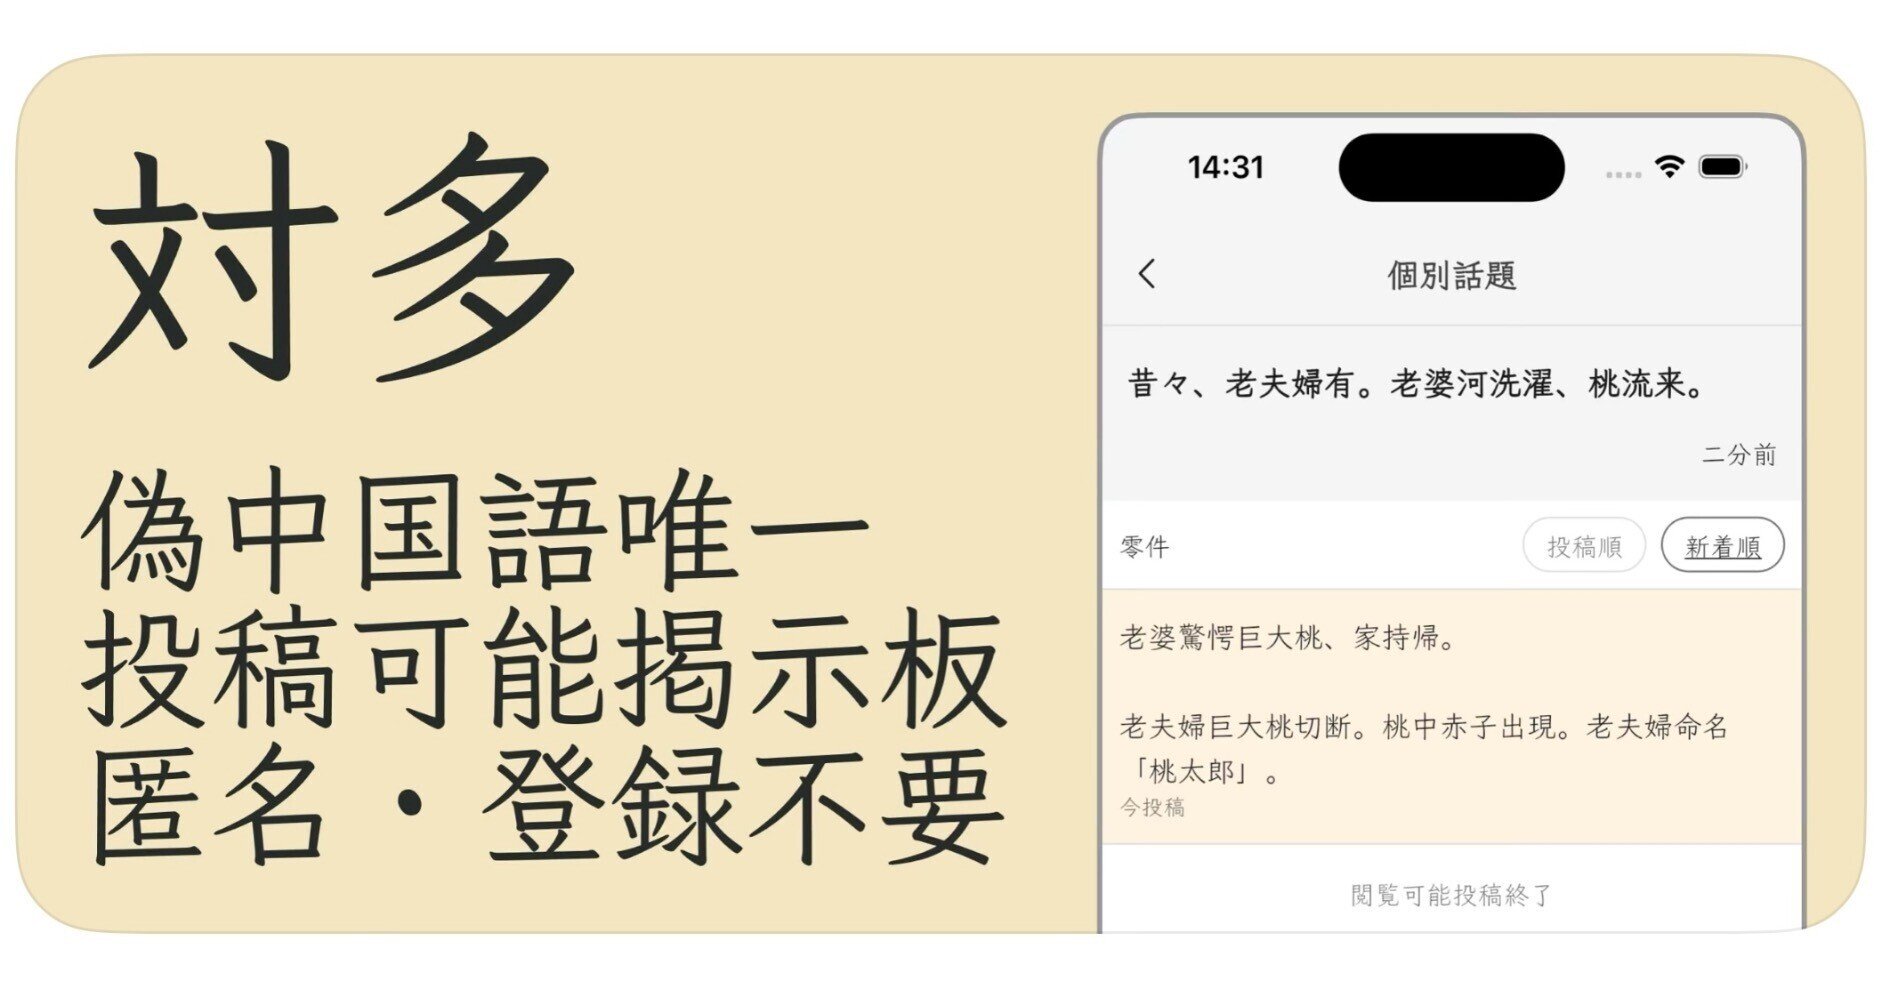 対多
偽中国語唯一
投稿可能掲示板
匿名・登録不要
14:31
個別話題
昔々、老夫婦有。老婆河洗濯、桃流来。
二分前
零件
投稿順
新着順
老婆驚愕巨大桃、家持帰。
老夫婦巨大桃切断。桃中赤子出現。老夫婦命名
「桃太郎」。
今投稿
閲覧可能投稿終了